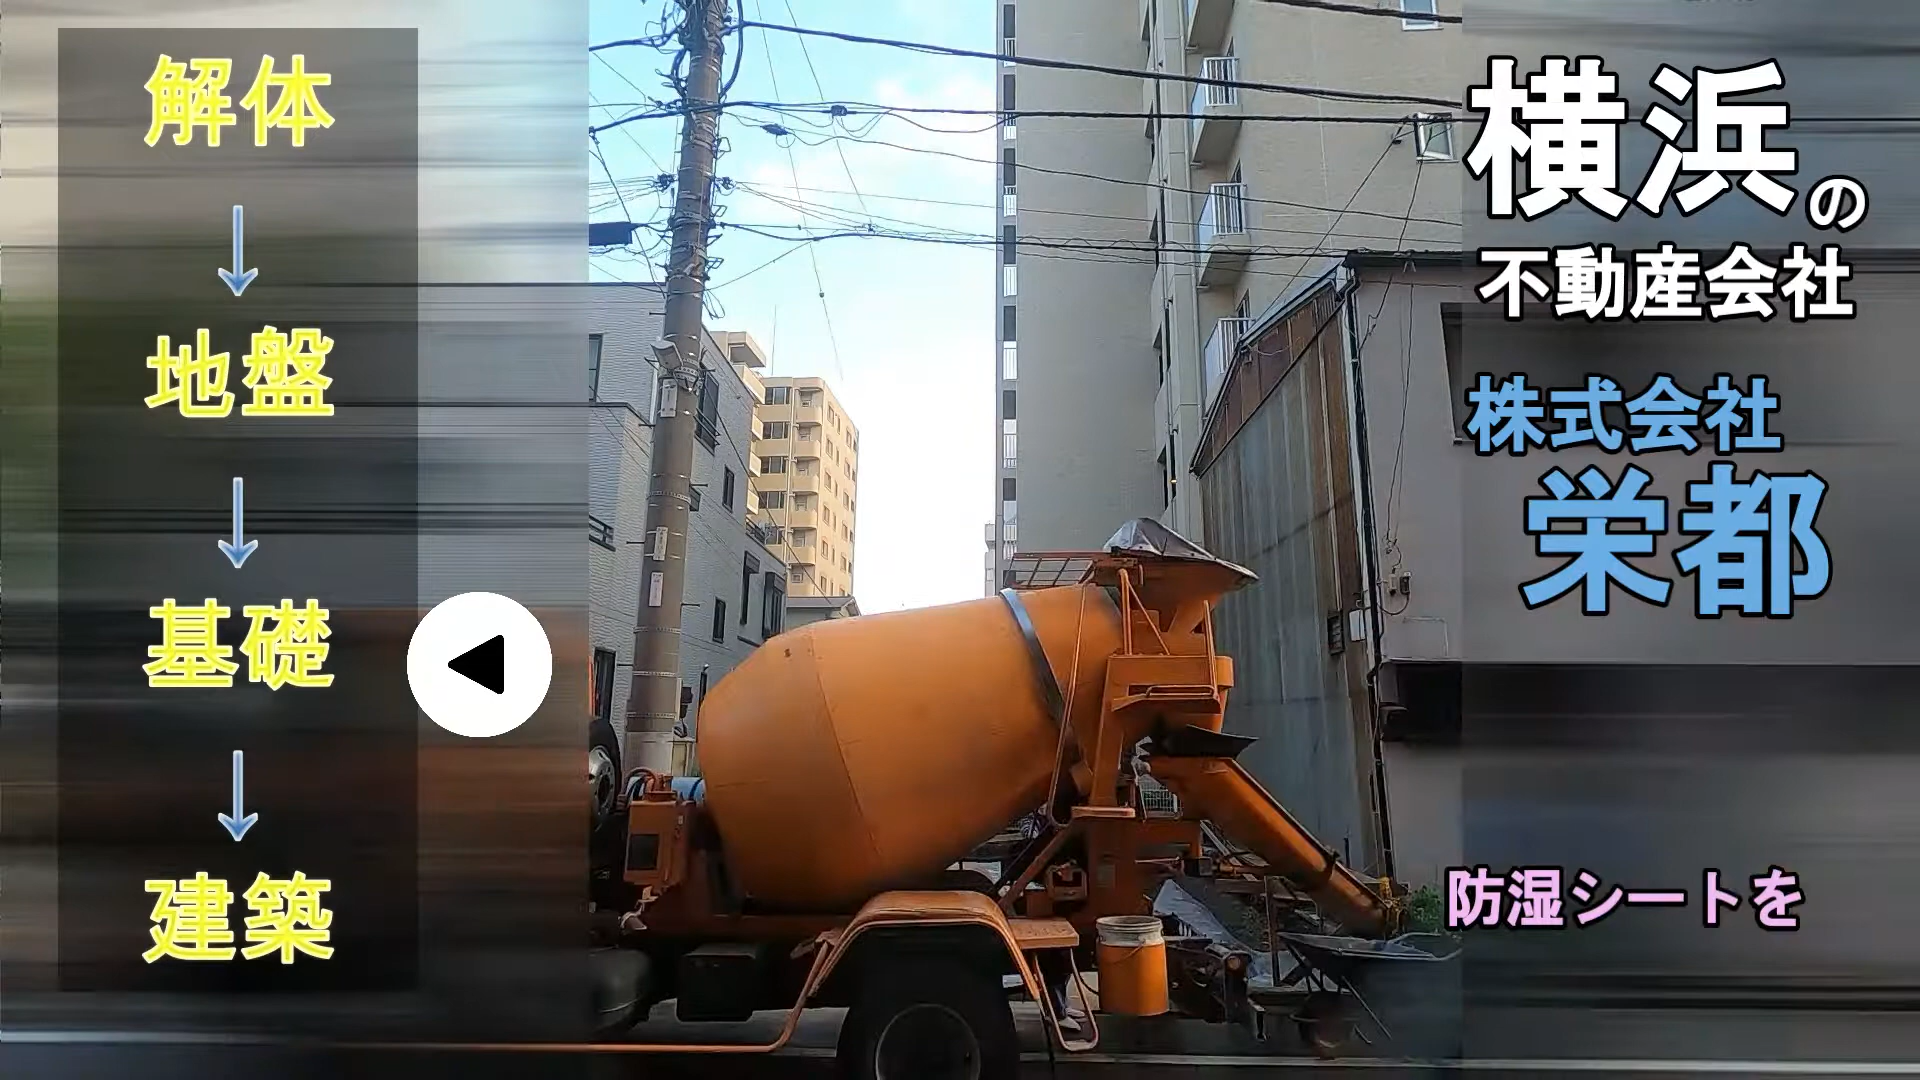 解体
↓
地盤
↓
基礎
↓
建築
横浜の
不動産会社
株式会社
栄都
防湿シートを